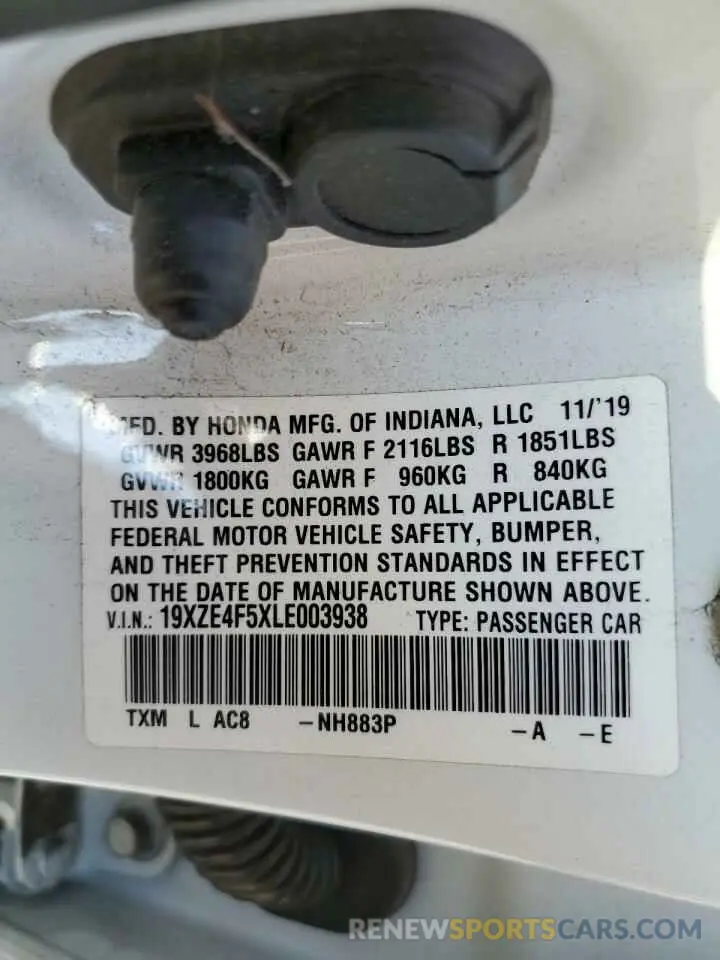 MFD. BY HONDA MFG. OF INDIANA, LLC 11/'19
GVWR 3968LBS GAWR F 2116LBS R 1851LBS
GVWR 1800KG GAWR F 960KG R 840KG
THIS VEHICLE CONFORMS TO ALL APPLICABLE
FEDERAL MOTOR VEHICLE SAFETY, BUMPER,
AND THEFT PREVENTION STANDARDS IN EFFECT
ON THE DATE OF MANUFACTURE SHOWN ABOVE.
V.I.N.: 19XZE4F5XLE003938 TYPE: PASSENGER CAR
TXM L AC8 -NH883P -A -E
RENEWSPORTSCARS.COM